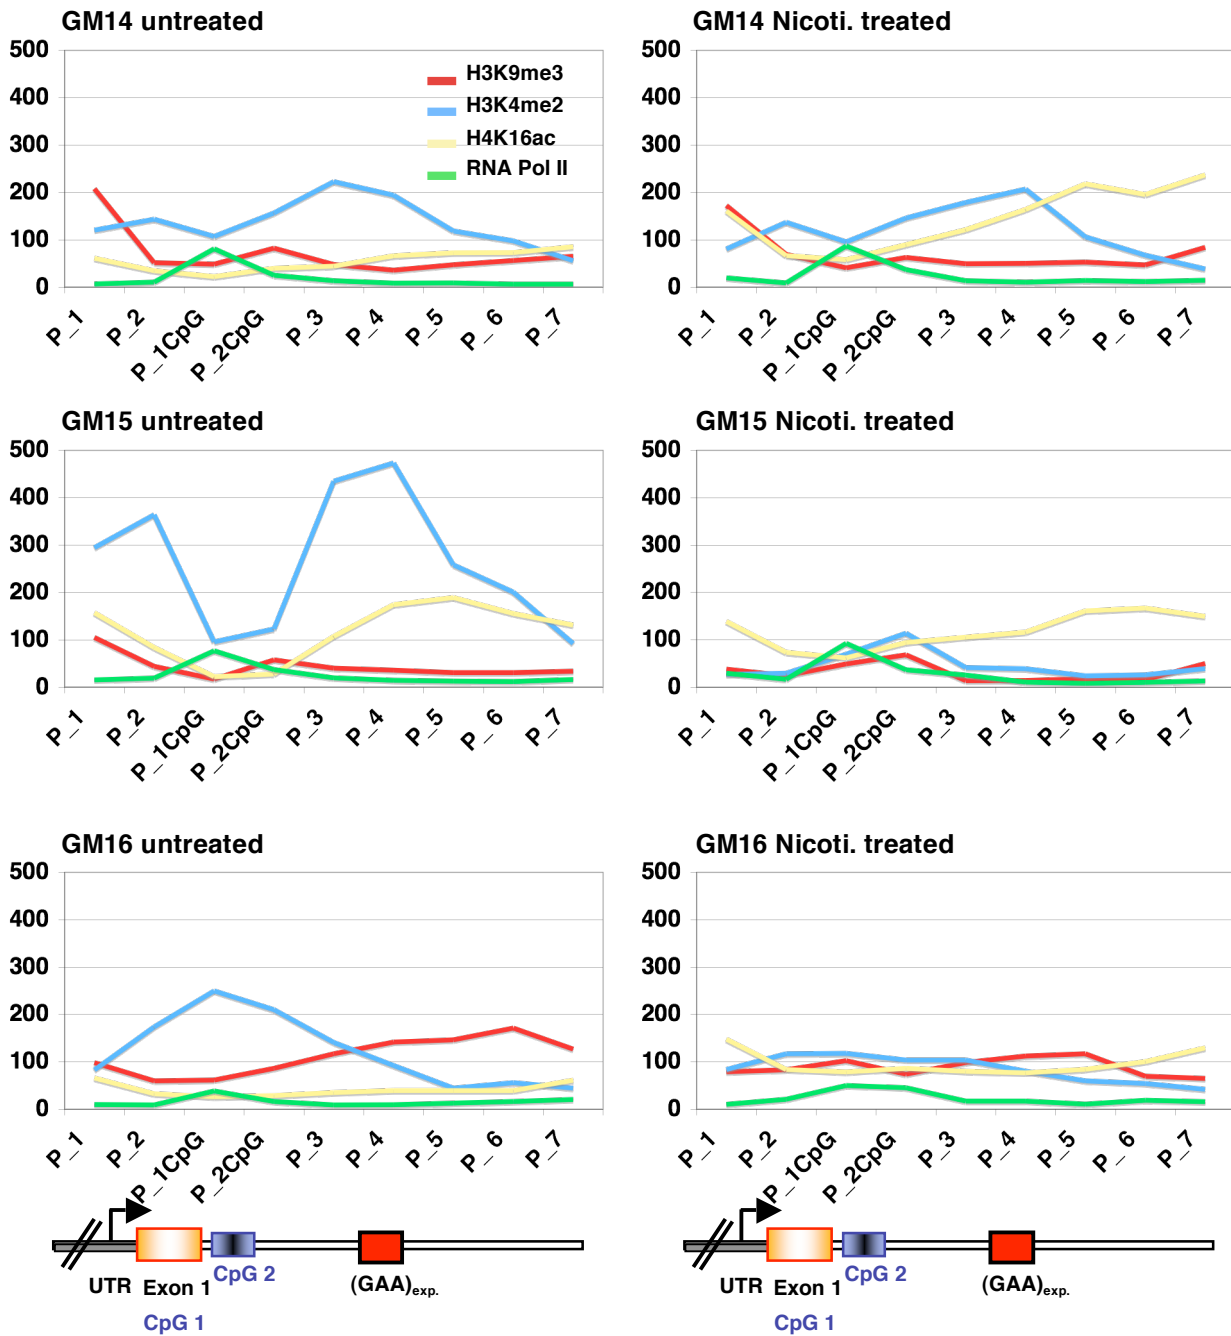 GM14 untreated
500
400
300
200
100
0
H3K9me3
H3K4me2
H4K16ac
RNA Pol II
P_1
P_2
P_1CpG
P_2CpG
P_3
P_4
P_5
P_6
P_7
GM14 Nicoti. treated
500
400
300
200
100
0
P_1
P_2
P_1CpG
P_2CpG
P_3
P_4
P_5
P_6
P_7
GM15 untreated
500
400
300
200
100
0
P_1
P_2
P_1CpG
P_2CpG
P_3
P_4
P_5
P_6
P_7
GM15 Nicoti. treated
500
400
300
200
100
0
P_1
P_2
P_1CpG
P_2CpG
P_3
P_4
P_5
P_6
P_7
GM16 untreated
500
400
300
200
100
0
P_1
P_2
P_1CpG
P_2CpG
P_3
P_4
P_5
P_6
P_7
GM16 Nicoti. treated
500
400
300
200
100
0
P_1
P_2
P_1CpG
P_2CpG
P_3
P_4
P_5
P_6
P_7
UTR Exon 1 CpG 2 (GAA)exp.
CpG 1
UTR Exon 1 CpG 2 (GAA)exp.
CpG 1